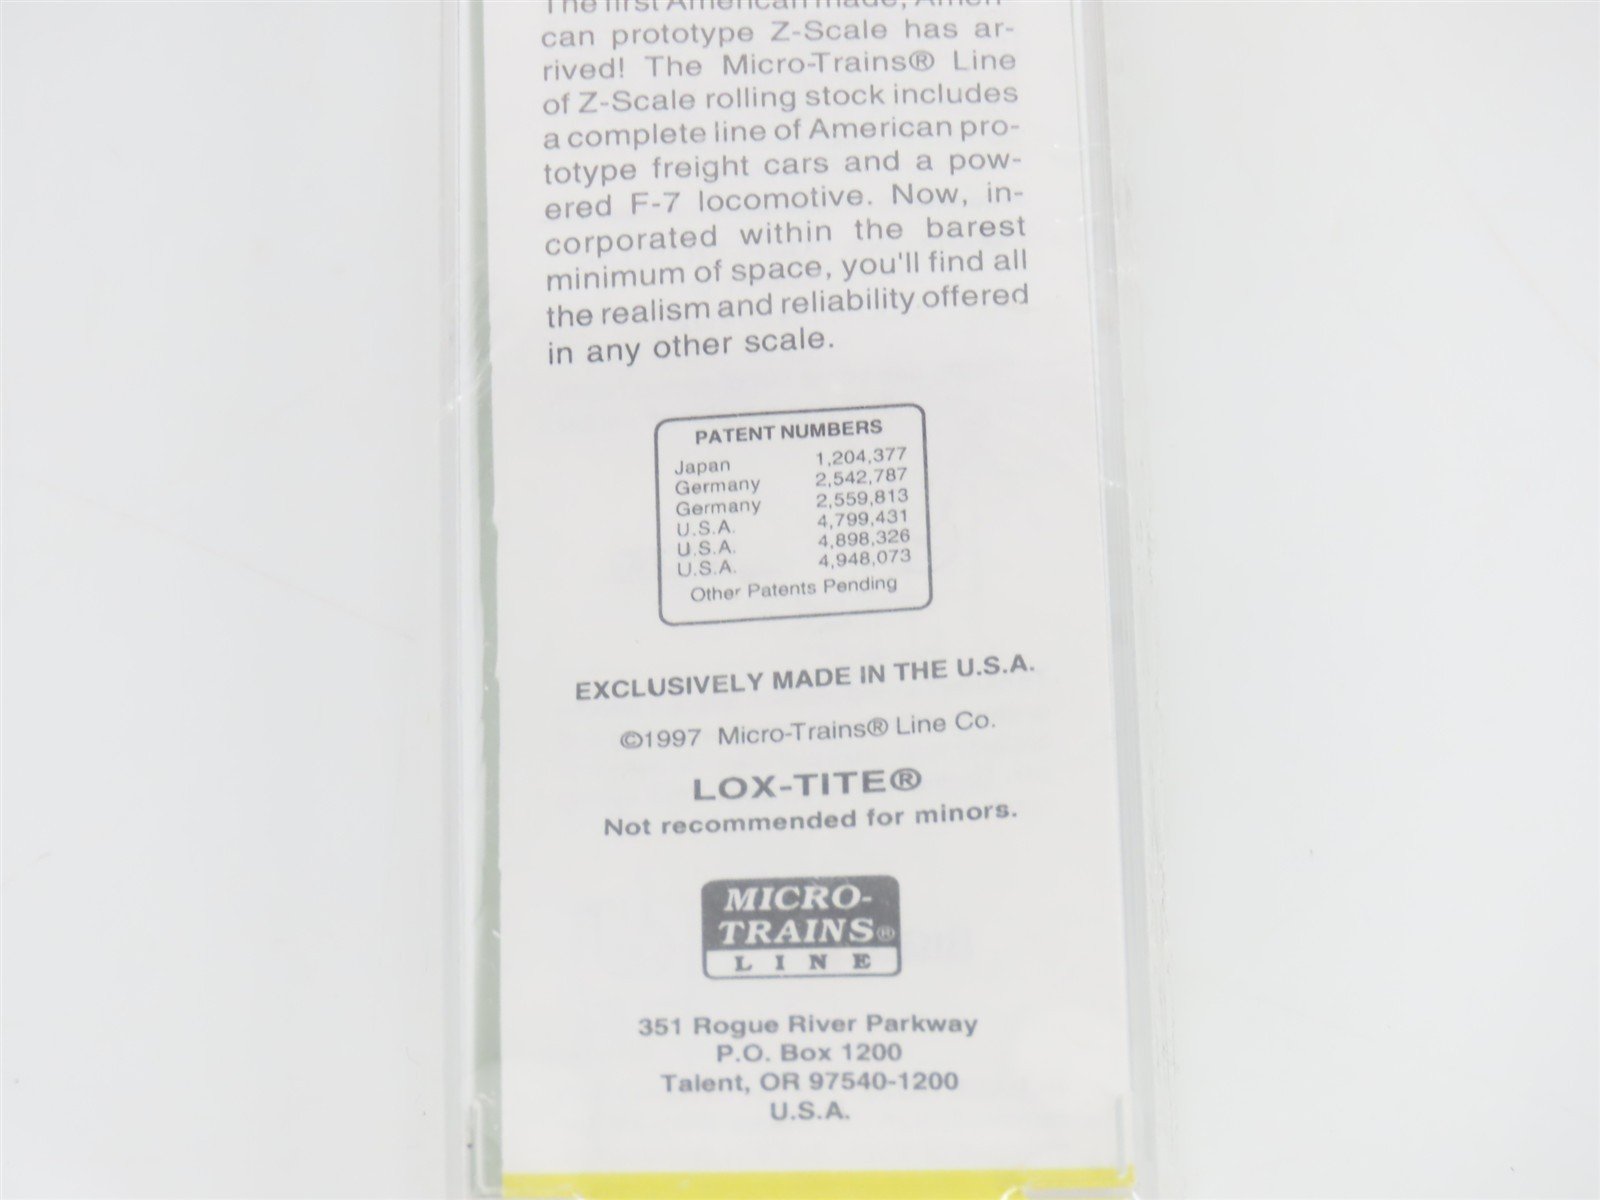 The first American made, Ameri-
can prototype Z-Scale has ar-
rived! The Micro-Trains® Line
of Z-Scale rolling stock includes
a complete line of American pro-
totype freight cars and a pow-
ered F-7 locomotive. Now, in-
corporated within the barest
minimum of space, you'll find all
the realism and reliability offered
in any other scale.
PATENT NUMBERS
Japan 1,204,377
Germany 2,542,787
Germany 2,559,813
U.S.A. 4,799,431
U.S.A. 4,898,326
U.S.A. 4,948,073
Other Patents Pending
EXCLUSIVELY MADE IN THE U.S.A.
©1997 Micro-Trains® Line Co.
LOX-TITE®
Not recommended for minors.
MICRO-
TRAINS®
LINE
351 Rogue River Parkway
P.O. Box 1200
Talent, OR 97540-1200
U.S.A.